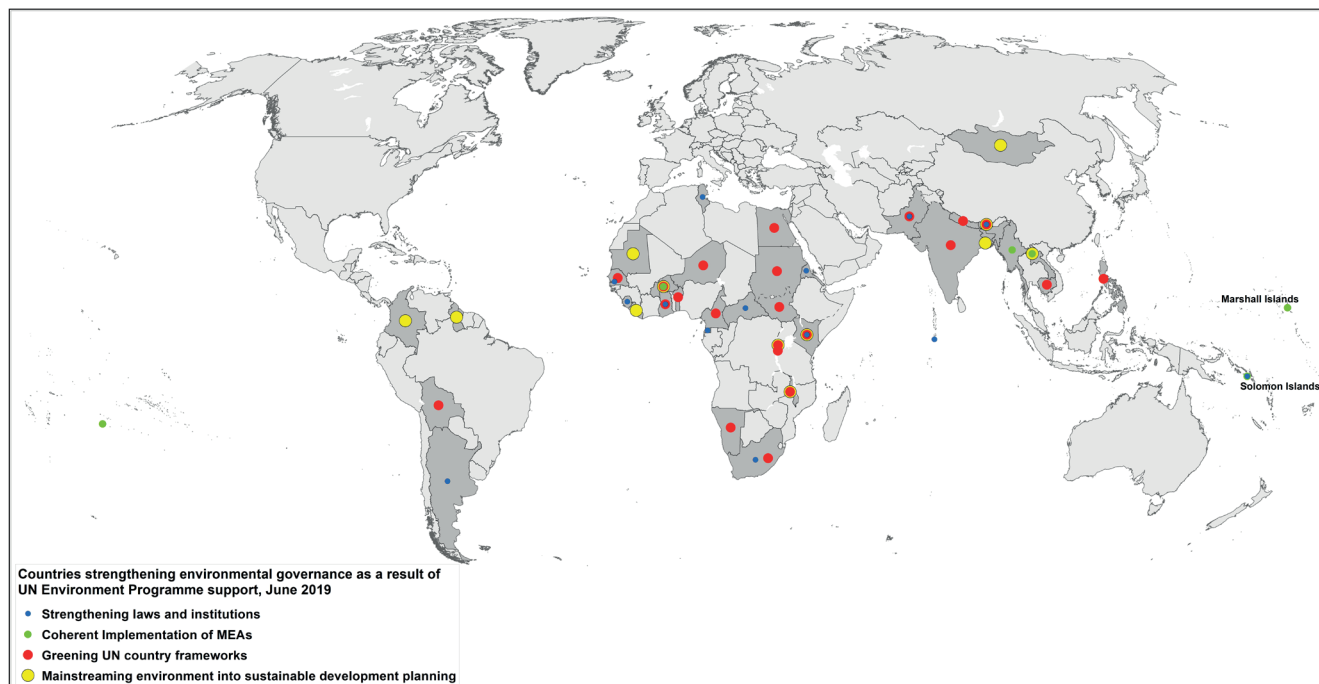 Marshall Islands
Solomon Islands
Countries strengthening environmental governance as a result of
UN Environment Programme support, June 2019
Strengthening laws and institutions
Coherent Implementation of MEAs
Greening UN country frameworks
Mainstreaming environment into sustainable development planning